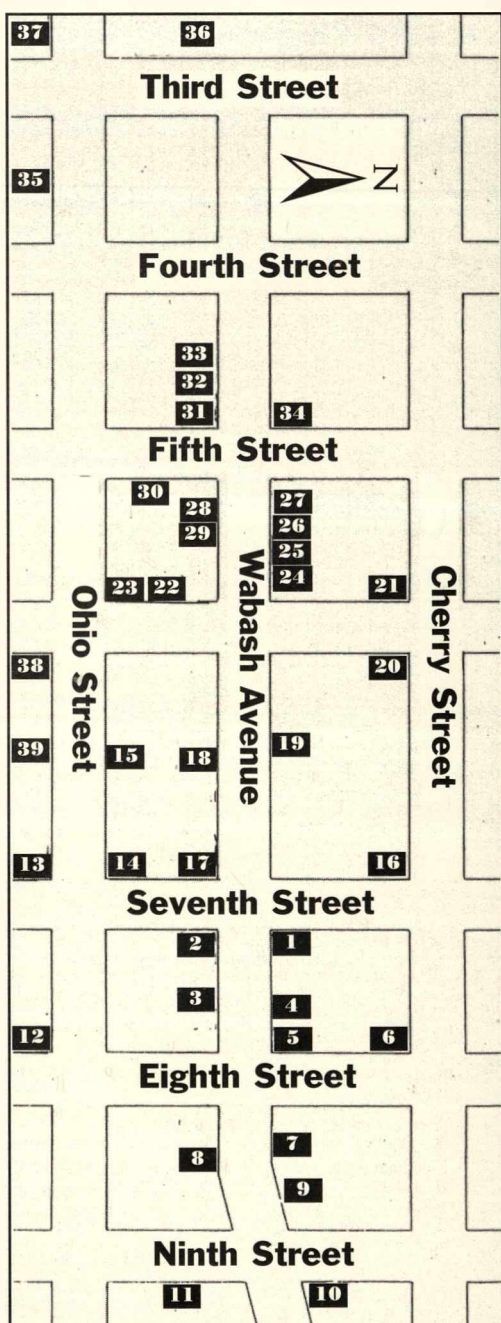 37 36
Third Street
35
N
Fourth Street
33
32
31 34
Fifth Street
30 28 27
29 26
25
23 22 24 21
Ohio Street
Wabash Avenue
Cherry Street
38 20
39 15 18 19
13 14 17 16
Seventh Street
2 1
3 4
12 5 6
Eighth Street
8 7
9
Ninth Street
11 10